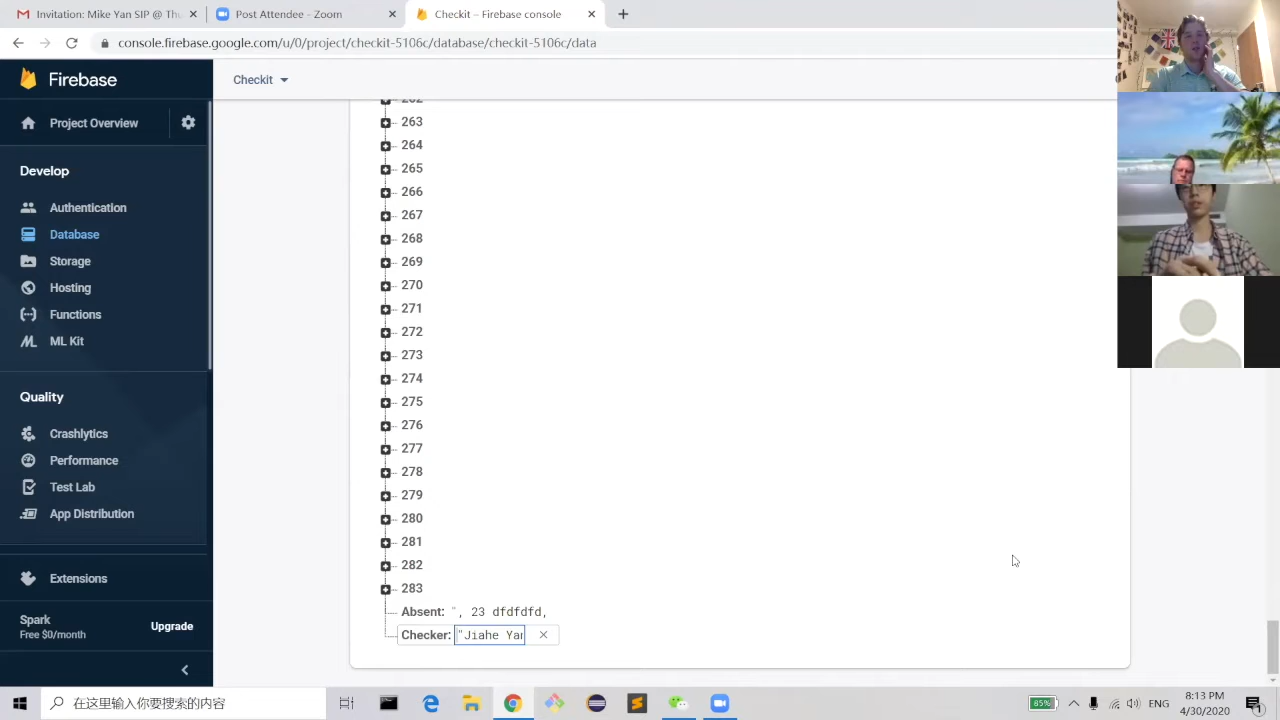 Invitation: Mike Yan SIP @ Thu
Post Attendee - Zoom
Checkit – Firebase console
console.firebase.google.com/u/0/project/checkit-5106c/database/checkit-5106c/data
Firebase
Checkit
Project Overview
Develop
Authentication
Database
Storage
Hosting
Functions
ML Kit
Quality
Crashlytics
Performance
Test Lab
App Distribution
Extensions
Spark
Free $0/month
Upgrade
262
263
264
265
266
267
268
269
270
271
272
273
274
275
276
277
278
279
280
281
282
283
Absent: ", 23 dfdfdfd,
Checker: "Jiahe Yan
在这里输入你要搜索的内容
85%
8:13 PM
4/30/2020
1